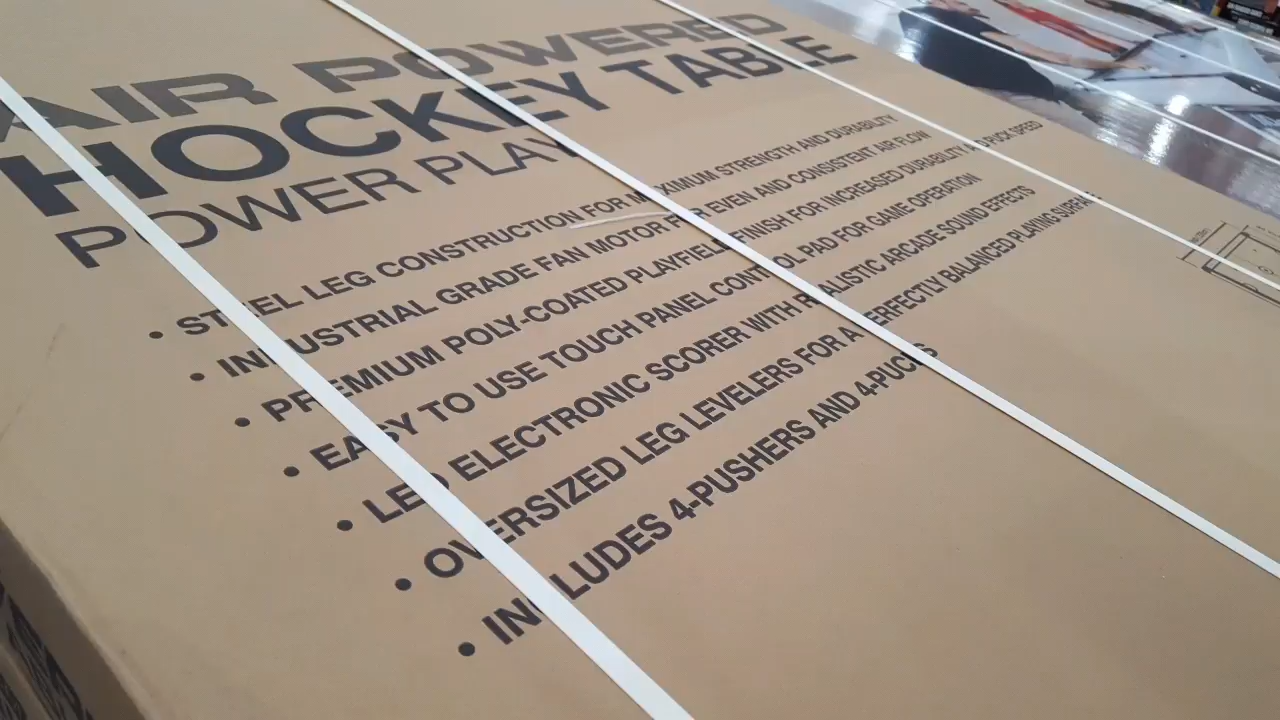 AIR POWERED
HOCKEY TABLE
POWER PLAY
• STEEL LEG CONSTRUCTION FOR MAXIMUM STRENGTH AND DURABILITY
• INDUSTRIAL GRADE FAN MOTOR FOR EVEN AND CONSISTENT AIR FLOW
• PREMIUM POLY-COATED PLAYFIELD FINISH FOR INCREASED DURABILITY AND PUCK SPEED
• EASY TO USE TOUCH PANEL CONTROL PAD FOR GAME OPERATION
• LED ELECTRONIC SCORER WITH REALISTIC ARCADE SOUND EFFECTS
• OVERSIZED LEG LEVELERS FOR A PERFECTLY BALANCED PLAYING SURFACE
• INCLUDES 4-PUSHERS AND 4-PUCKS